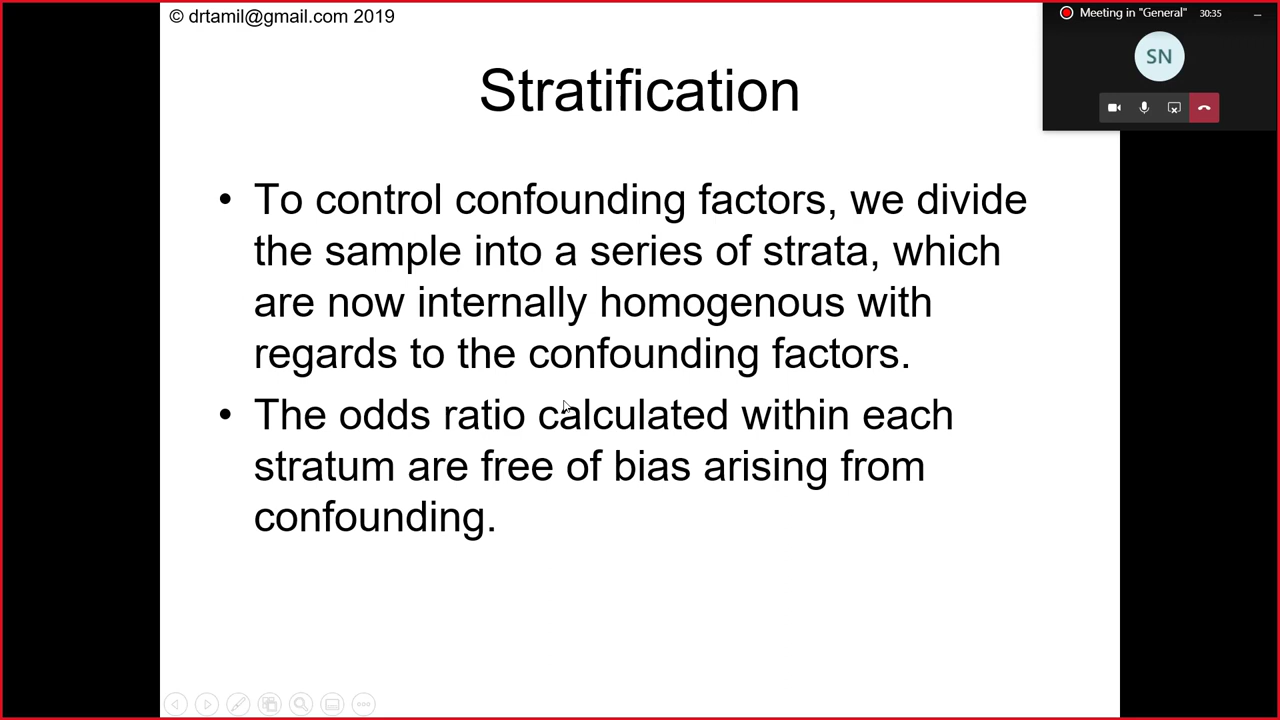 © drtamil@gmail.com 2019
Meeting in "General" 30:35
SN
Stratification
• To control confounding factors, we divide
the sample into a series of strata, which
are now internally homogenous with
regards to the confounding factors.
• The odds ratio calculated within each
stratum are free of bias arising from
confounding.